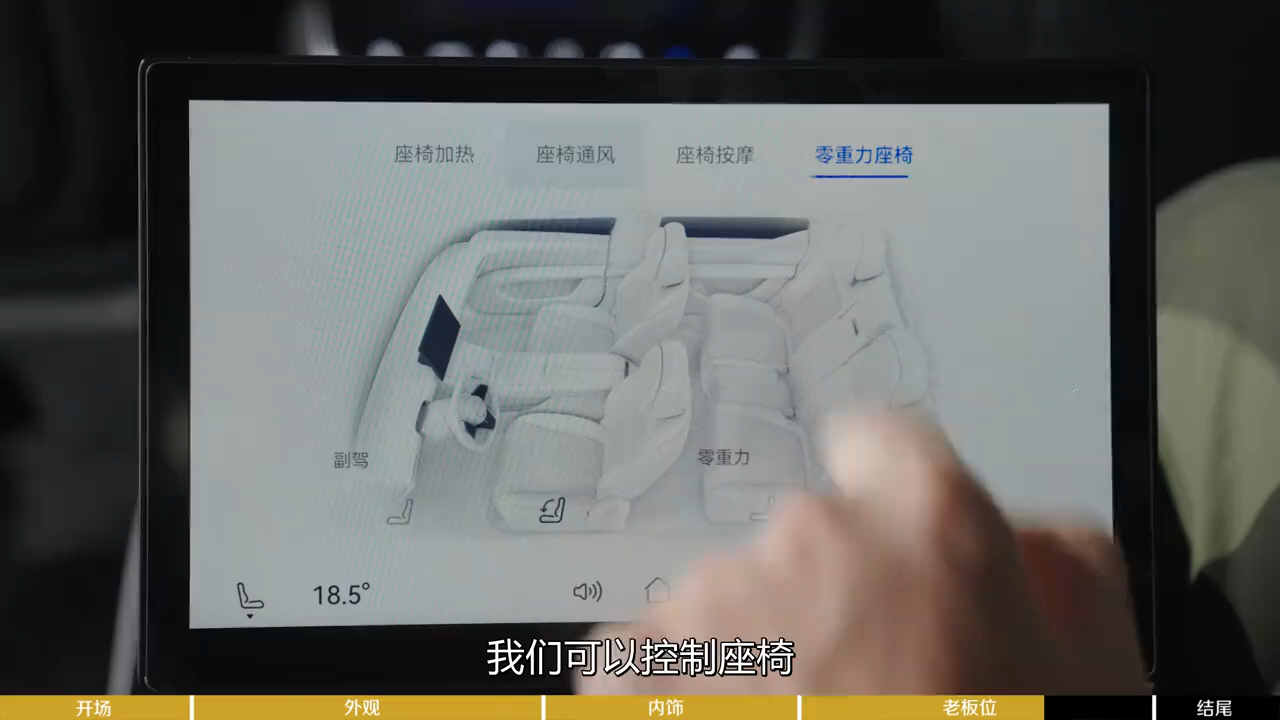 座椅加热 座椅通风 座椅按摩 零重力座椅
副驾 零重力
18.5°
我们可以控制座椅
开场 外观 内饰 老板位 结尾